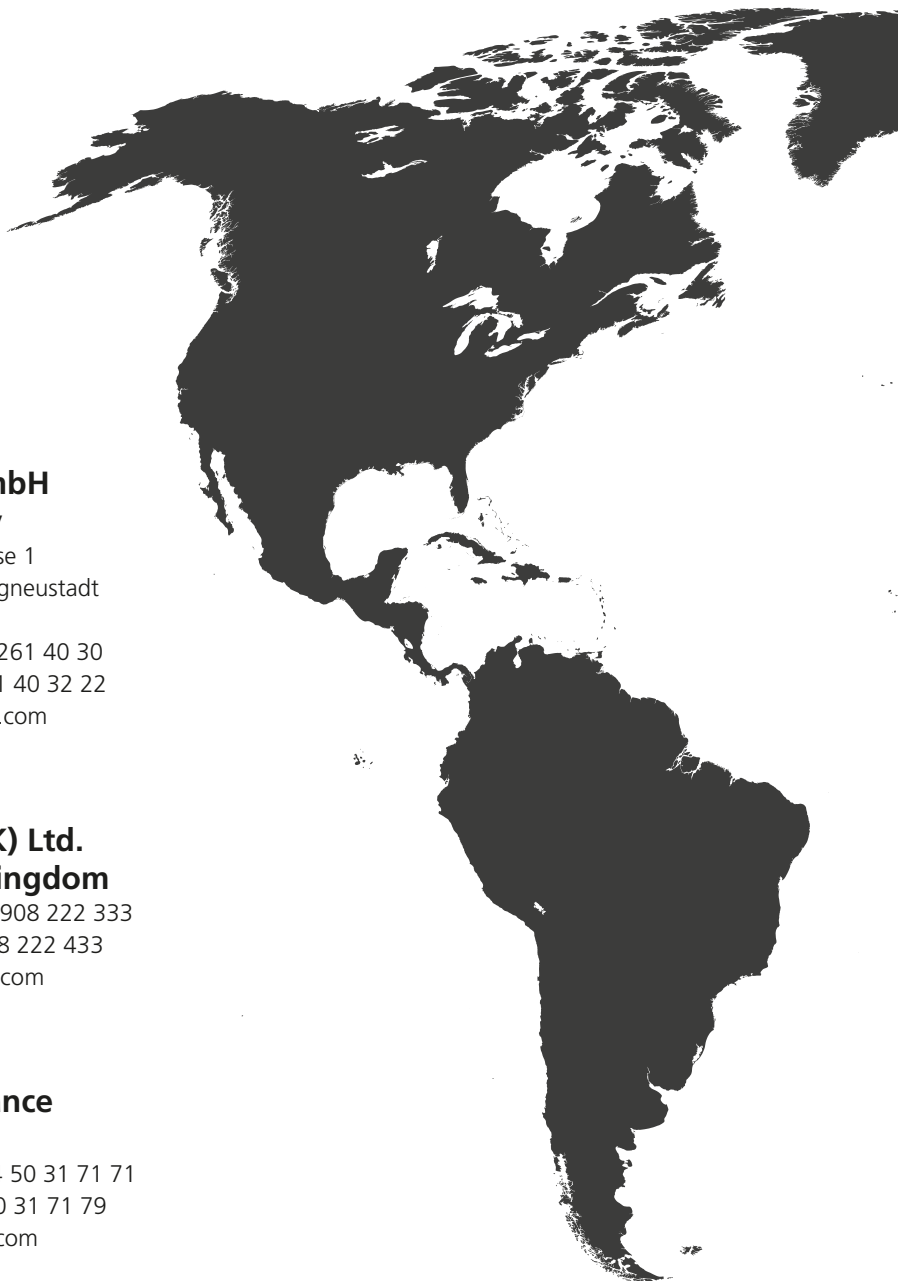 mbH
se 1
gneustadt
261 40 30
1 40 32 22
.com
K) Ltd.
ingdom
908 222 333
8 222 433
.com
ance
50 31 71 71
0 31 71 79
.com